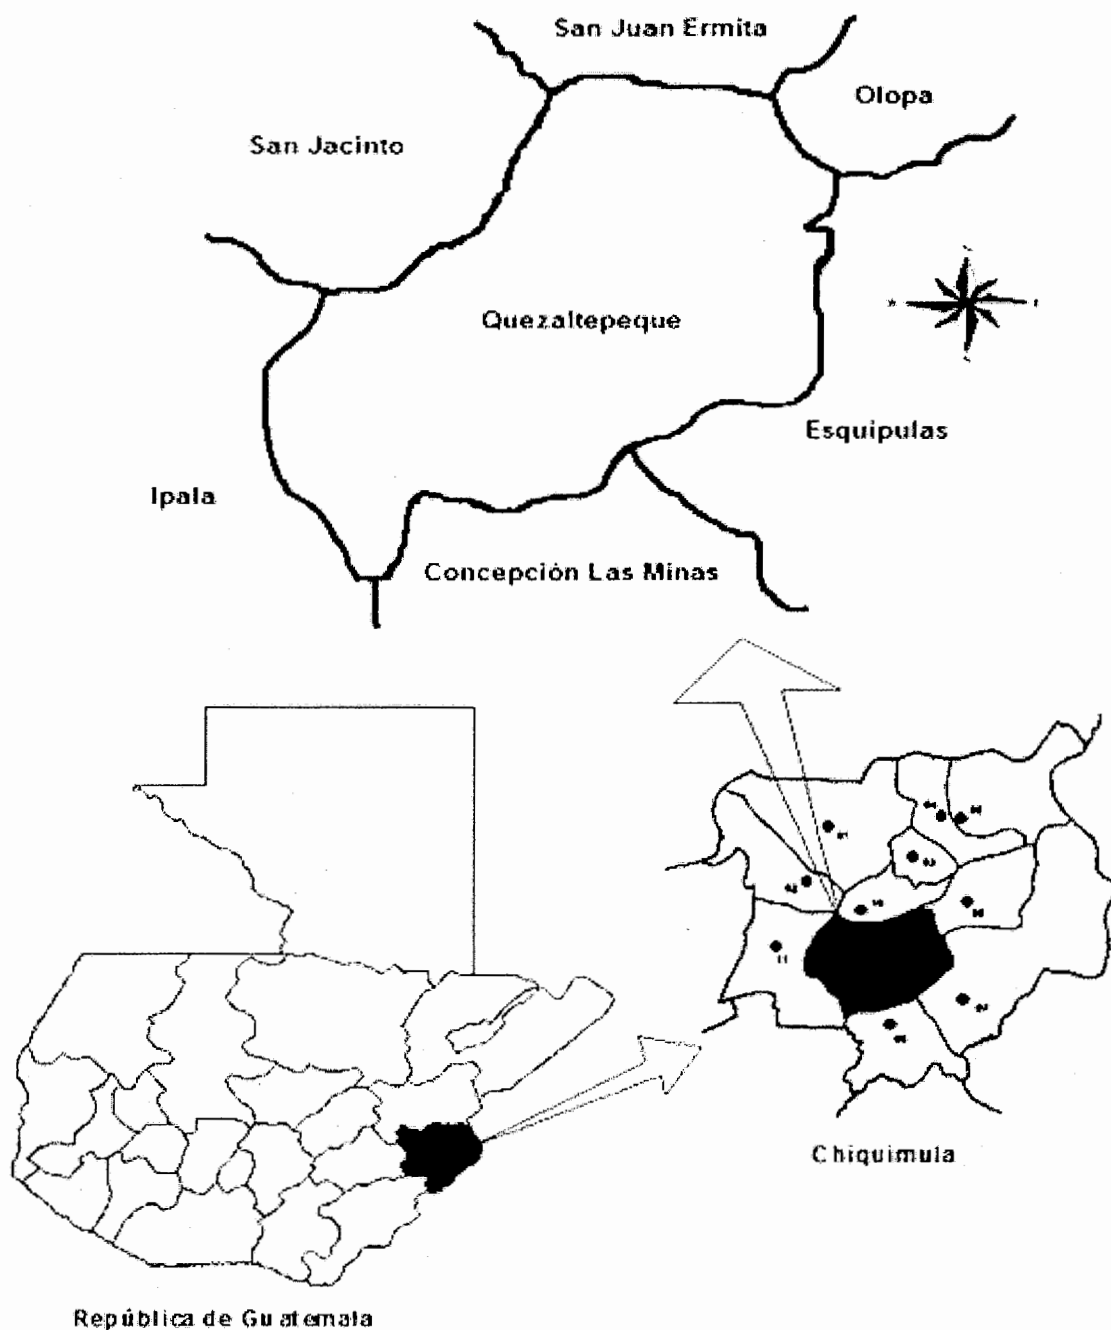 San Juan Ermita
Olopa
San Jacinto
Quezaltepeque
Esquipulas
Ipala
Concepción Las Minas
Chiquimula
República de Guatemala